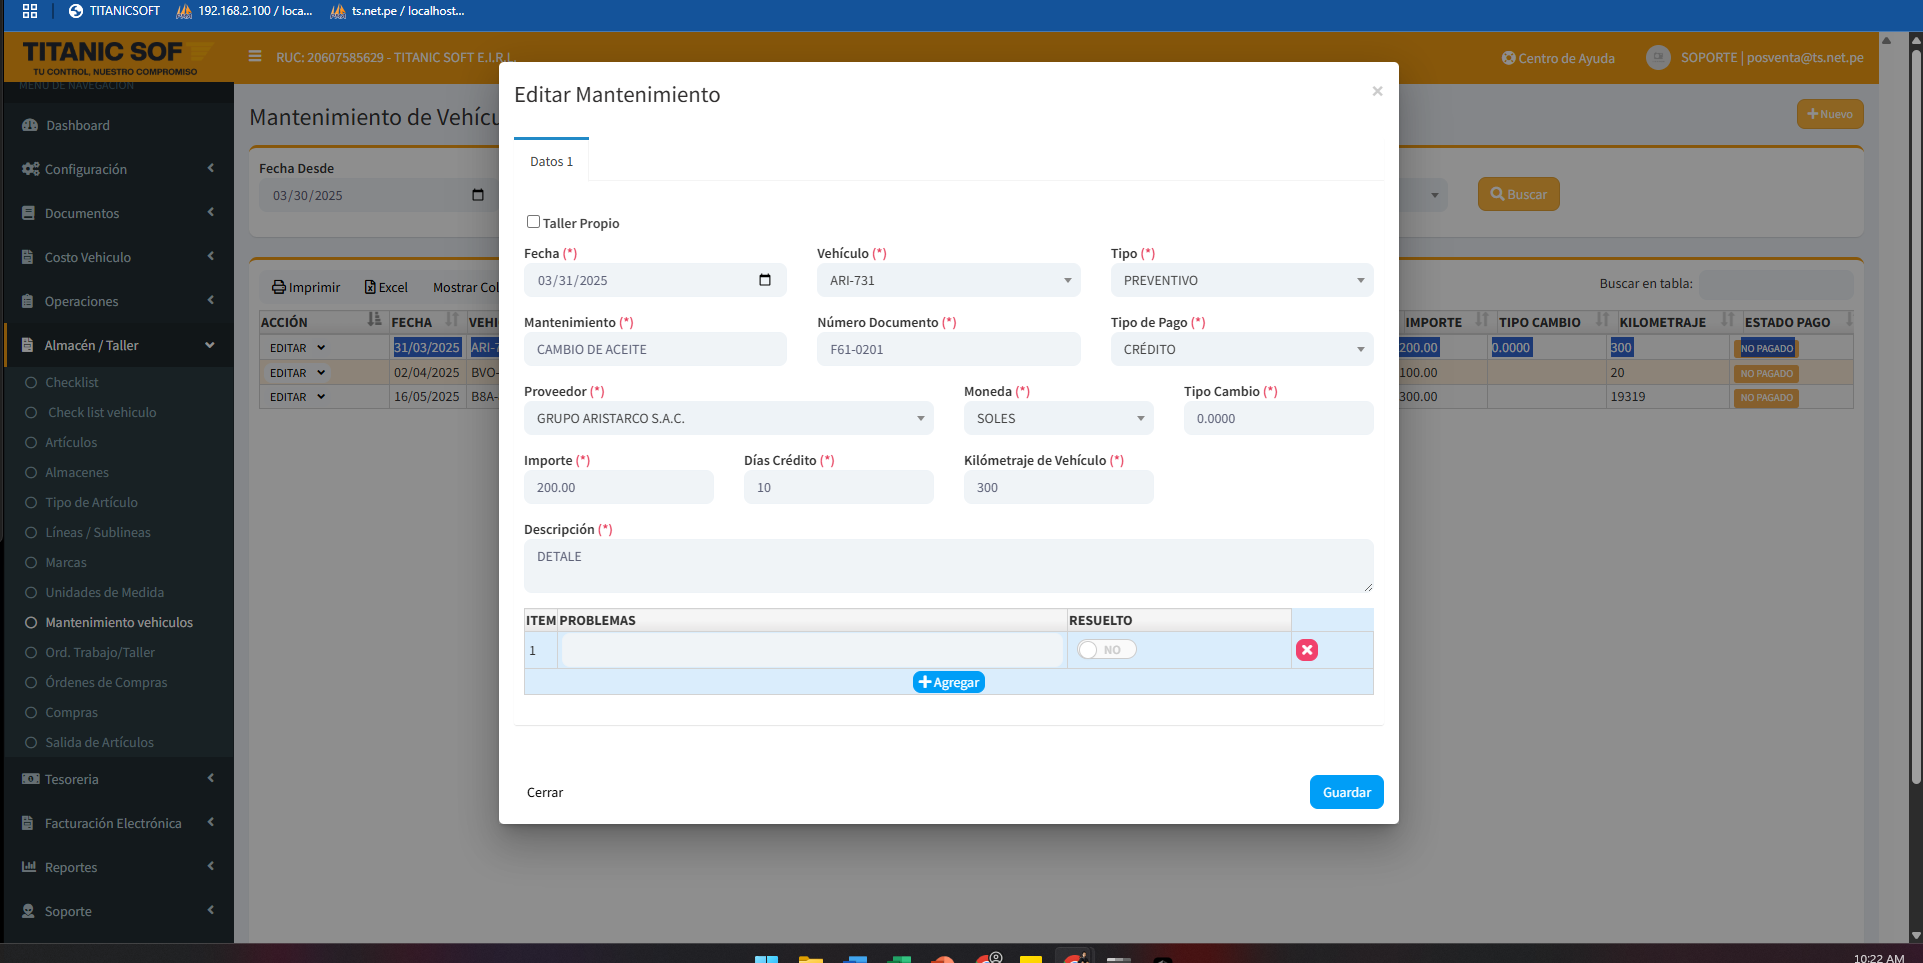 TITANICSOFT
192.168.2.100 / loca...
ts.net.pe / localhost...
TITANIC SOF
TU CONTROL, NUESTRO COMPROMISO
RUC: 20607585629 - TITANIC SOFT E.I.R.L.
Centro de Ayuda
SOPORTE | posventa@ts.net.pe
MENÚ DE NAVEGACIÓN
Dashboard
Configuración
Documentos
Costo Vehiculo
Operaciones
Almacén / Taller
Checklist
Check list vehiculo
Artículos
Almacenes
Tipo de Artículo
Líneas / Sublineas
Marcas
Unidades de Medida
Mantenimiento vehiculos
Ord. Trabajo/Taller
Órdenes de Compras
Compras
Salida de Artículos
Tesoreria
Facturación Electrónica
Reportes
Soporte
Mantenimiento de Vehícu
Nuevo
Fecha Desde
03/30/2025
Buscar
Imprimir
Excel
Mostrar Col
Buscar en tabla:
ACCIÓN FECHA VEHI IMPORTE TIPO CAMBIO KILOMETRAJE ESTADO PAGO
EDITAR 31/03/2025 ARI-7 200.00 0.0000 300 NO PAGADO
EDITAR 02/04/2025 BVO- 100.00 20 NO PAGADO
EDITAR 16/05/2025 B8A- 300.00 19319 NO PAGADO
Editar Mantenimiento
×
Datos 1
Taller Propio
Fecha (*) Vehículo (*) Tipo (*)
03/31/2025 ARI-731 PREVENTIVO
Mantenimiento (*) Número Documento (*) Tipo de Pago (*)
CAMBIO DE ACEITE F61-0201 CRÉDITO
Proveedor (*) Moneda (*) Tipo Cambio (*)
GRUPO ARISTARCO S.A.C. SOLES 0.0000
Importe (*) Días Crédito (*) Kilómetraje de Vehículo (*)
200.00 10 300
Descripción (*)
DETALE
ITEM PROBLEMAS RESUELTO
1 NO
Agregar
Cerrar
Guardar
10:22 AM